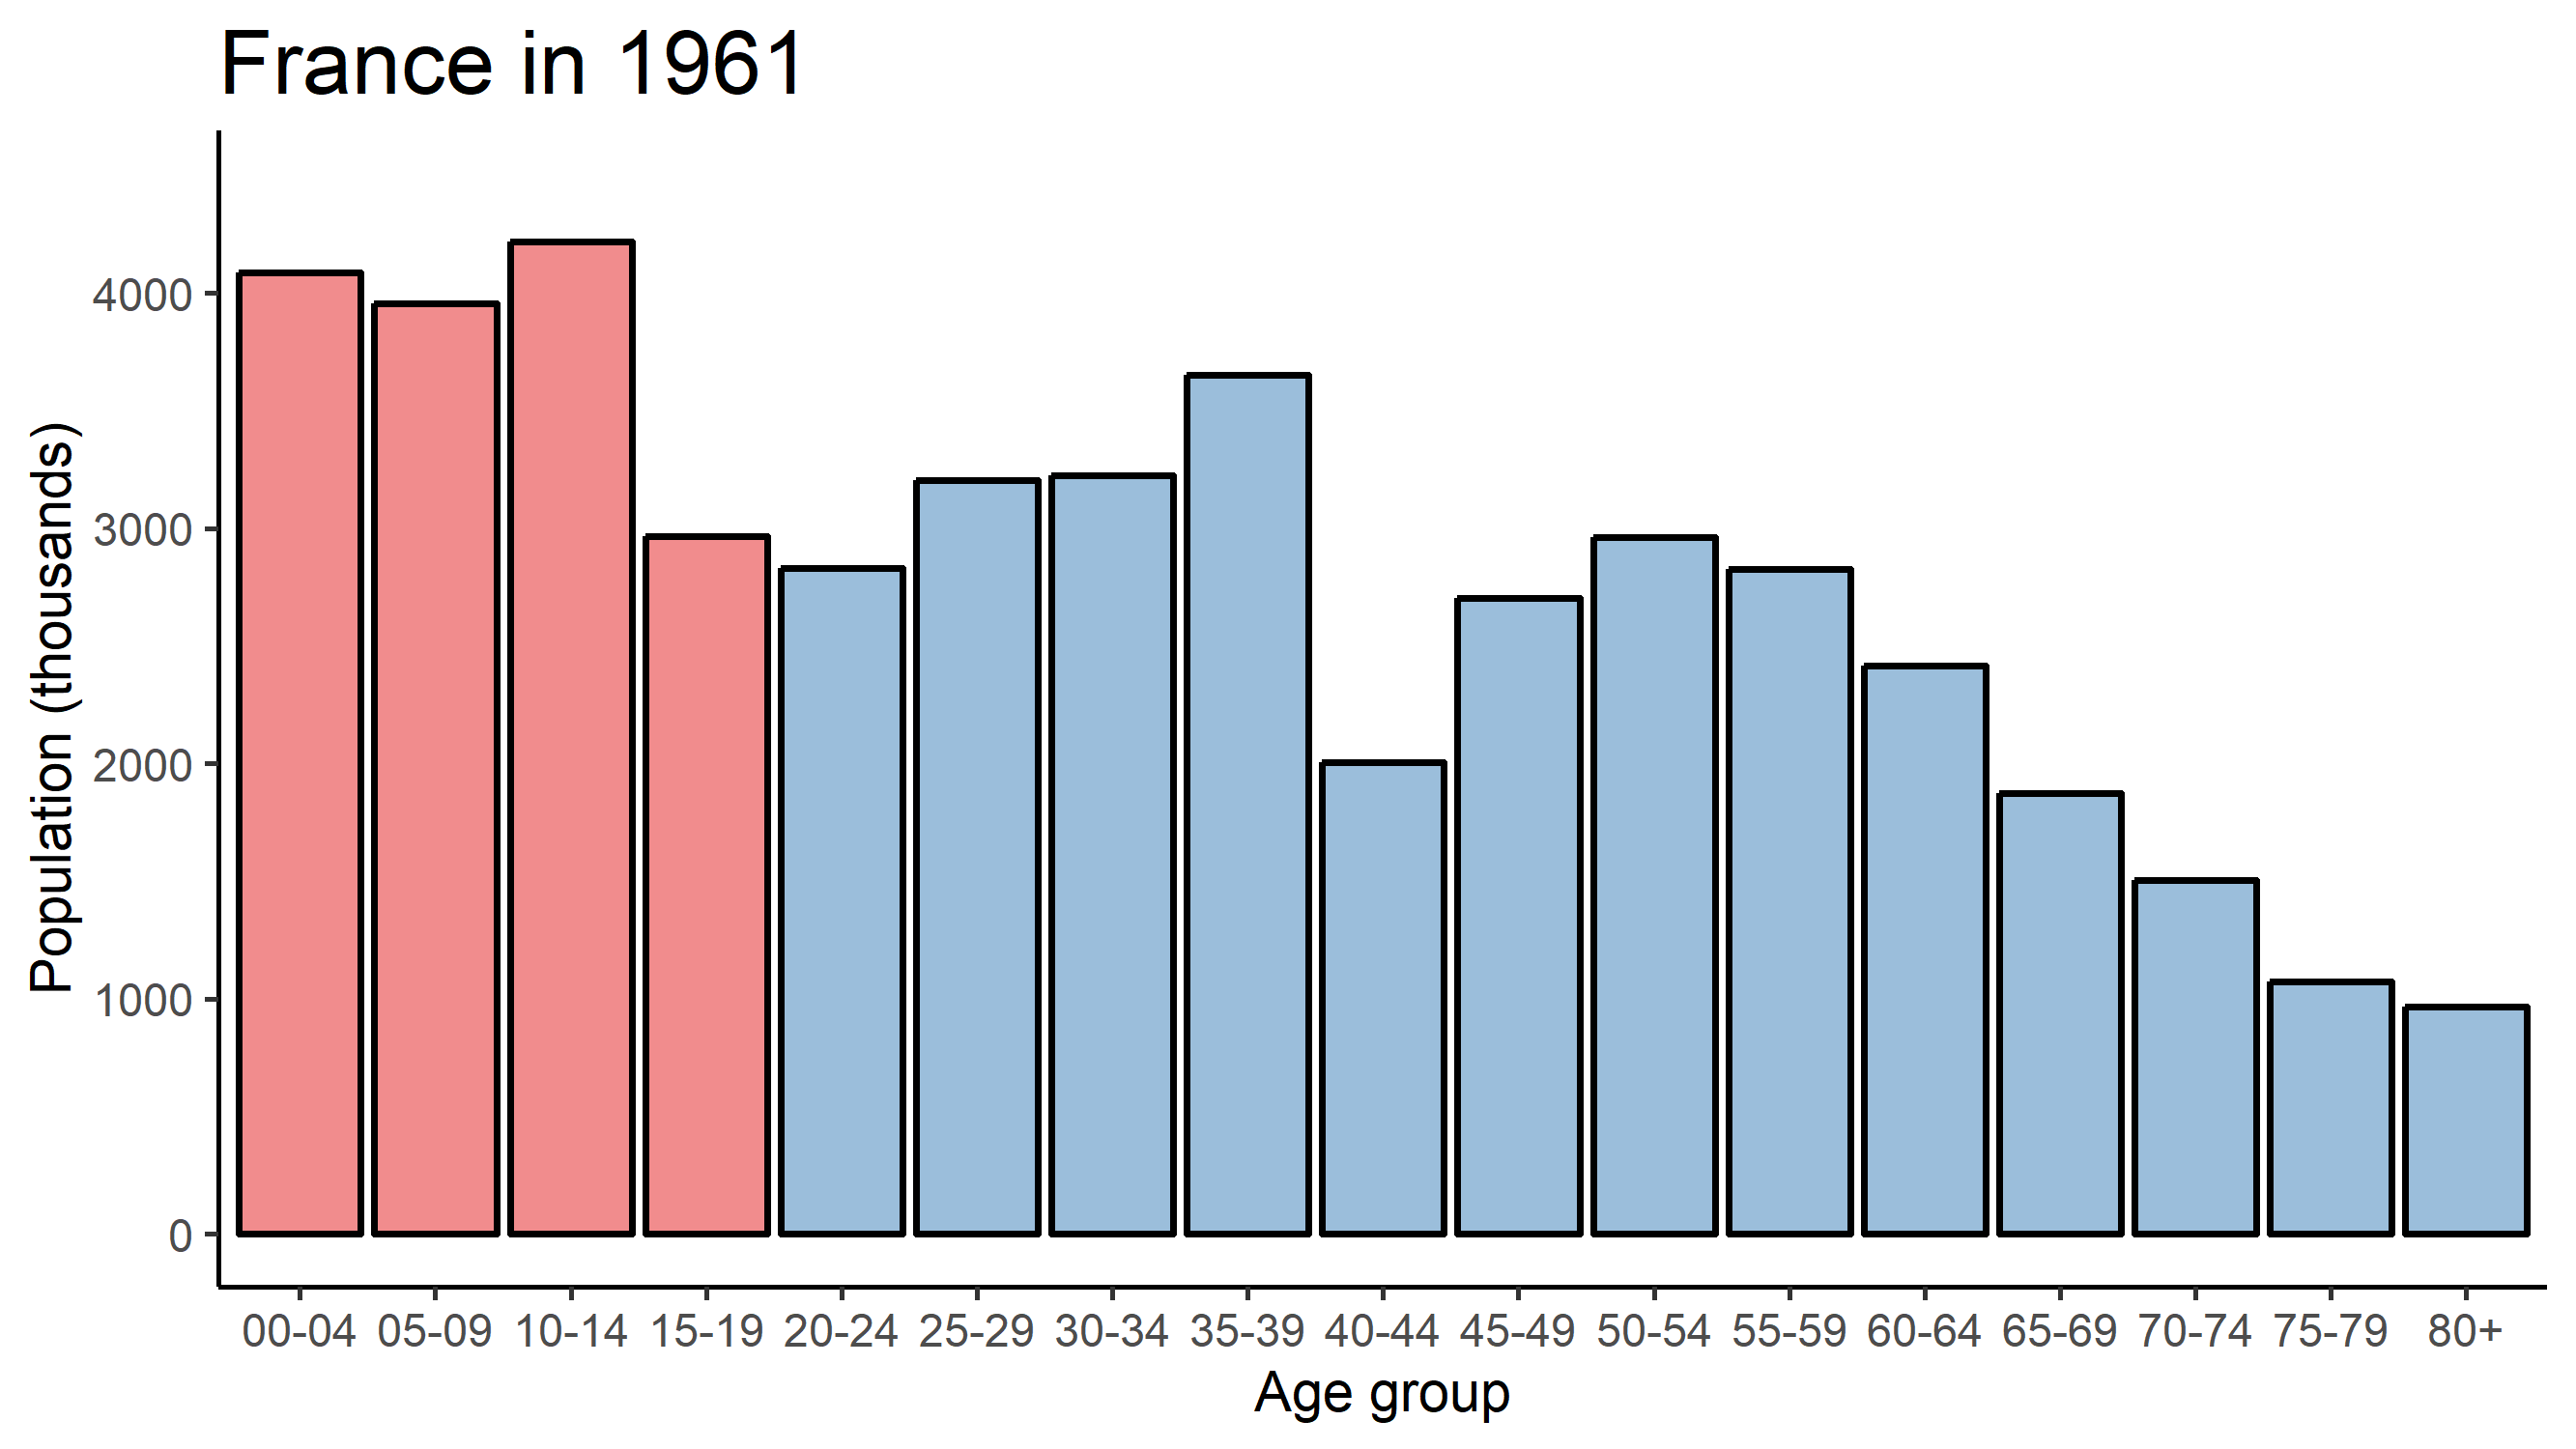 France in 1961
Population (thousands)
4000
3000
2000
1000
0
00-04 05-09 10-14 15-19 20-24 25-29 30-34 35-39 40-44 45-49 50-54 55-59 60-64 65-69 70-74 75-79 80+
Age group